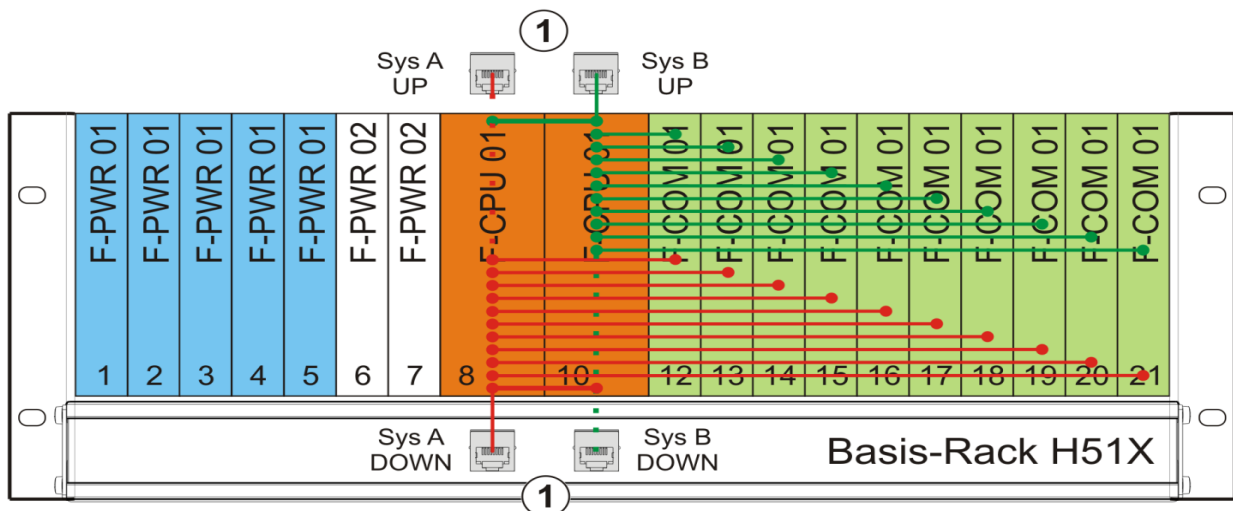 1
Sys A
UP
Sys B
UP
F-PWR 01
F-PWR 01
F-PWR 01
F-PWR 01
F-PWR 01
F-PWR 02
F-PWR 02
F-CPU 01
F-CPU 01
F-COM 01
F-COM 01
F-COM 01
F-COM 01
F-COM 01
F-COM 01
F-COM 01
F-COM 01
F-COM 01
F-COM 01
1 2 3 4 5 6 7 8 10 12 13 14 15 16 17 18 19 20 21
Sys A
DOWN
Sys B
DOWN
Basis-Rack H51X
1